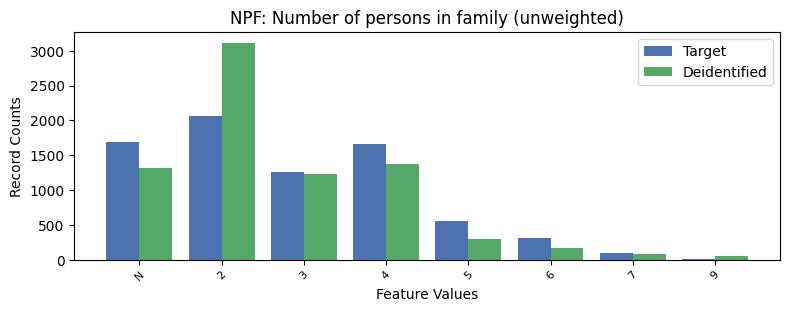 NPF: Number of persons in family (unweighted)
Target
Deidentified
Record Counts
3000
2500
2000
1500
1000
500
0
N 2 3 4 5 6 7 9
Feature Values